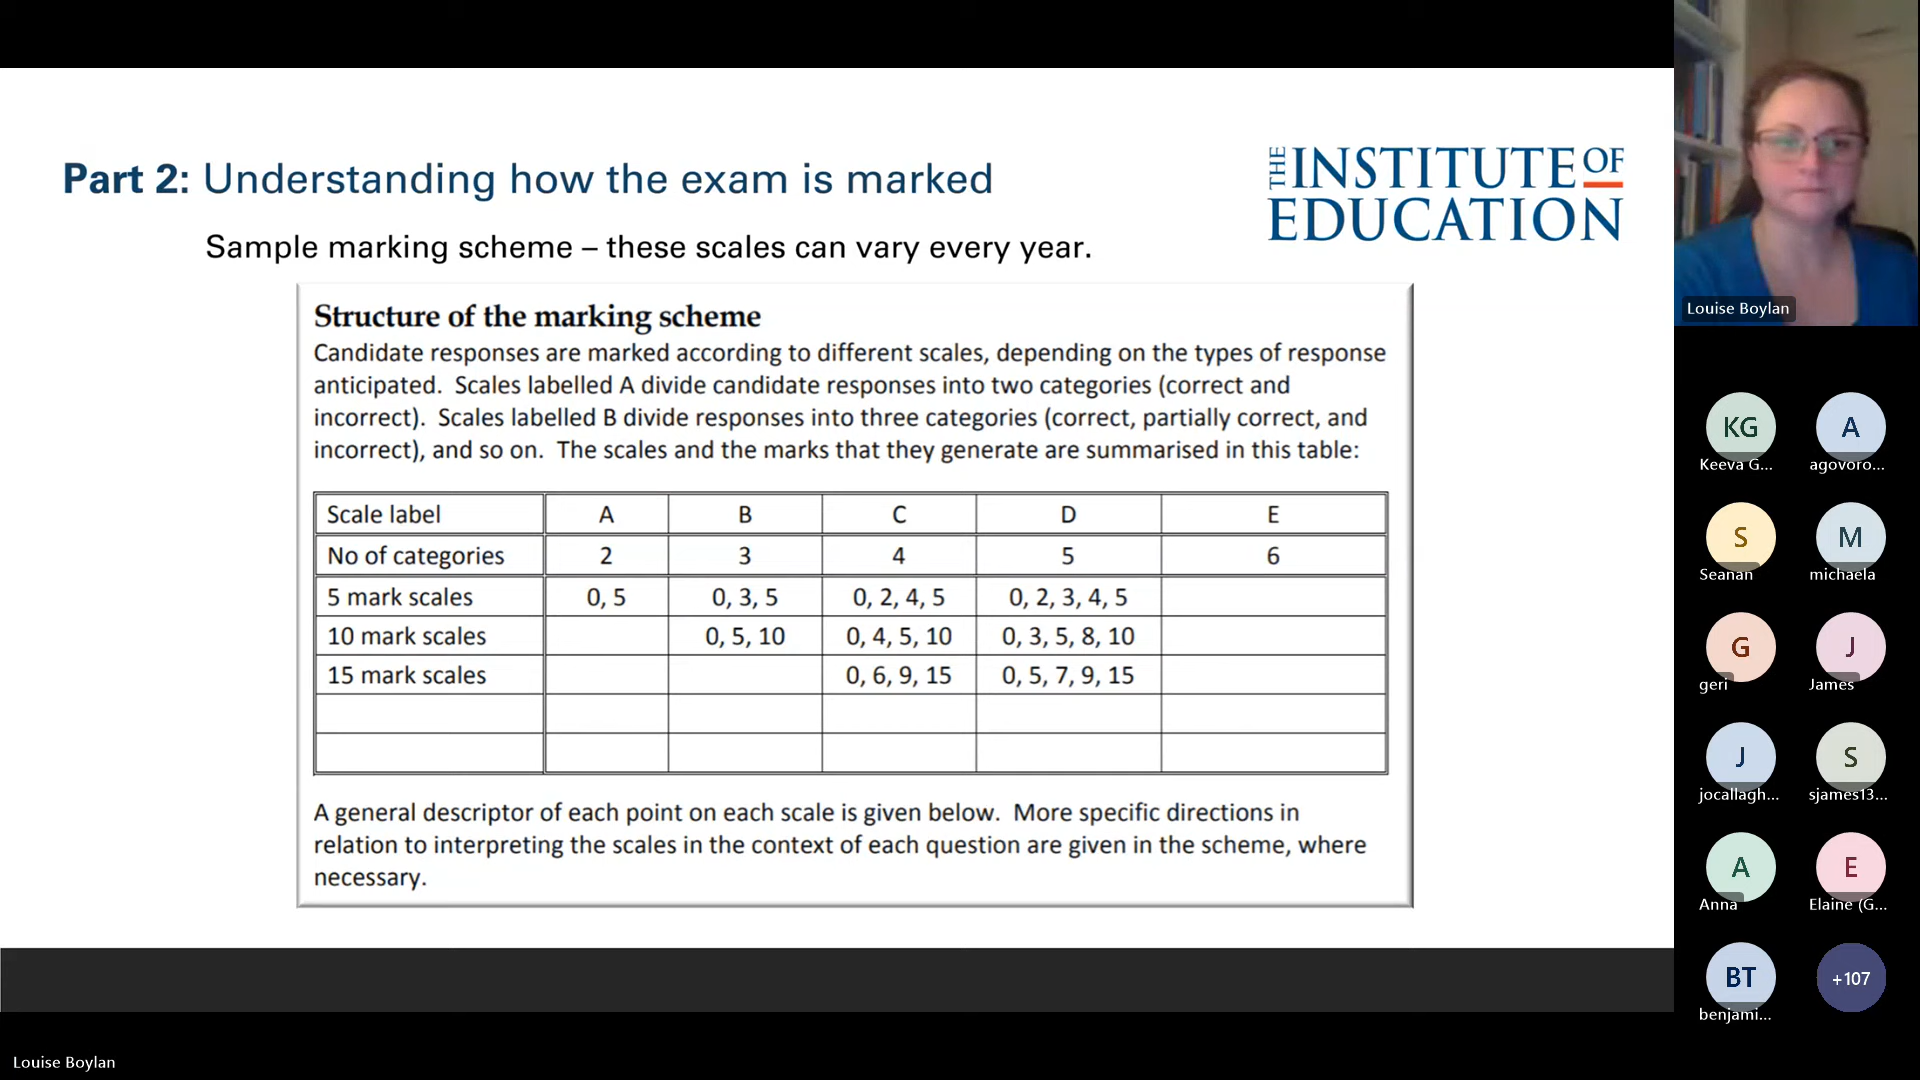 Part 2: Understanding how the exam is marked
THE INSTITUTE OF
EDUCATION
Sample marking scheme – these scales can vary every year.
Structure of the marking scheme
Candidate responses are marked according to different scales, depending on the types of response
anticipated. Scales labelled A divide candidate responses into two categories (correct and
incorrect). Scales labelled B divide responses into three categories (correct, partially correct, and
incorrect), and so on. The scales and the marks that they generate are summarised in this table:
Scale label A B C D E
No of categories 2 3 4 5 6
5 mark scales 0, 5 0, 3, 5 0, 2, 4, 5 0, 2, 3, 4, 5
10 mark scales 0, 5, 10 0, 4, 5, 10 0, 3, 5, 8, 10
15 mark scales 0, 6, 9, 15 0, 5, 7, 9, 15
A general descriptor of each point on each scale is given below. More specific directions in
relation to interpreting the scales in the context of each question are given in the scheme, where
necessary.
Louise Boylan
KG A
Keeva G... agovoro...
S M
Seanan michaela
G J
geri James
J S
jocallagh... sjames13...
A E
Anna Elaine (G...
BT +107
benjami...
Louise Boylan